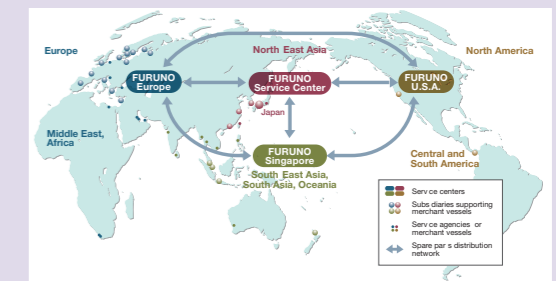 Europe
North East Asia
North America
FURUNO
Europe
FURUNO
Service Center
FURUNO
U.S.A.
Japan
Middle East,
Africa
FURUNO
Singapore
Central and
South America
South East Asia,
South Asia, Oceania
Serv ce centers
Subs diaries supporting
merchant vessels
Serv ce agencies or
merchant vessels
Spare par s distribution
network